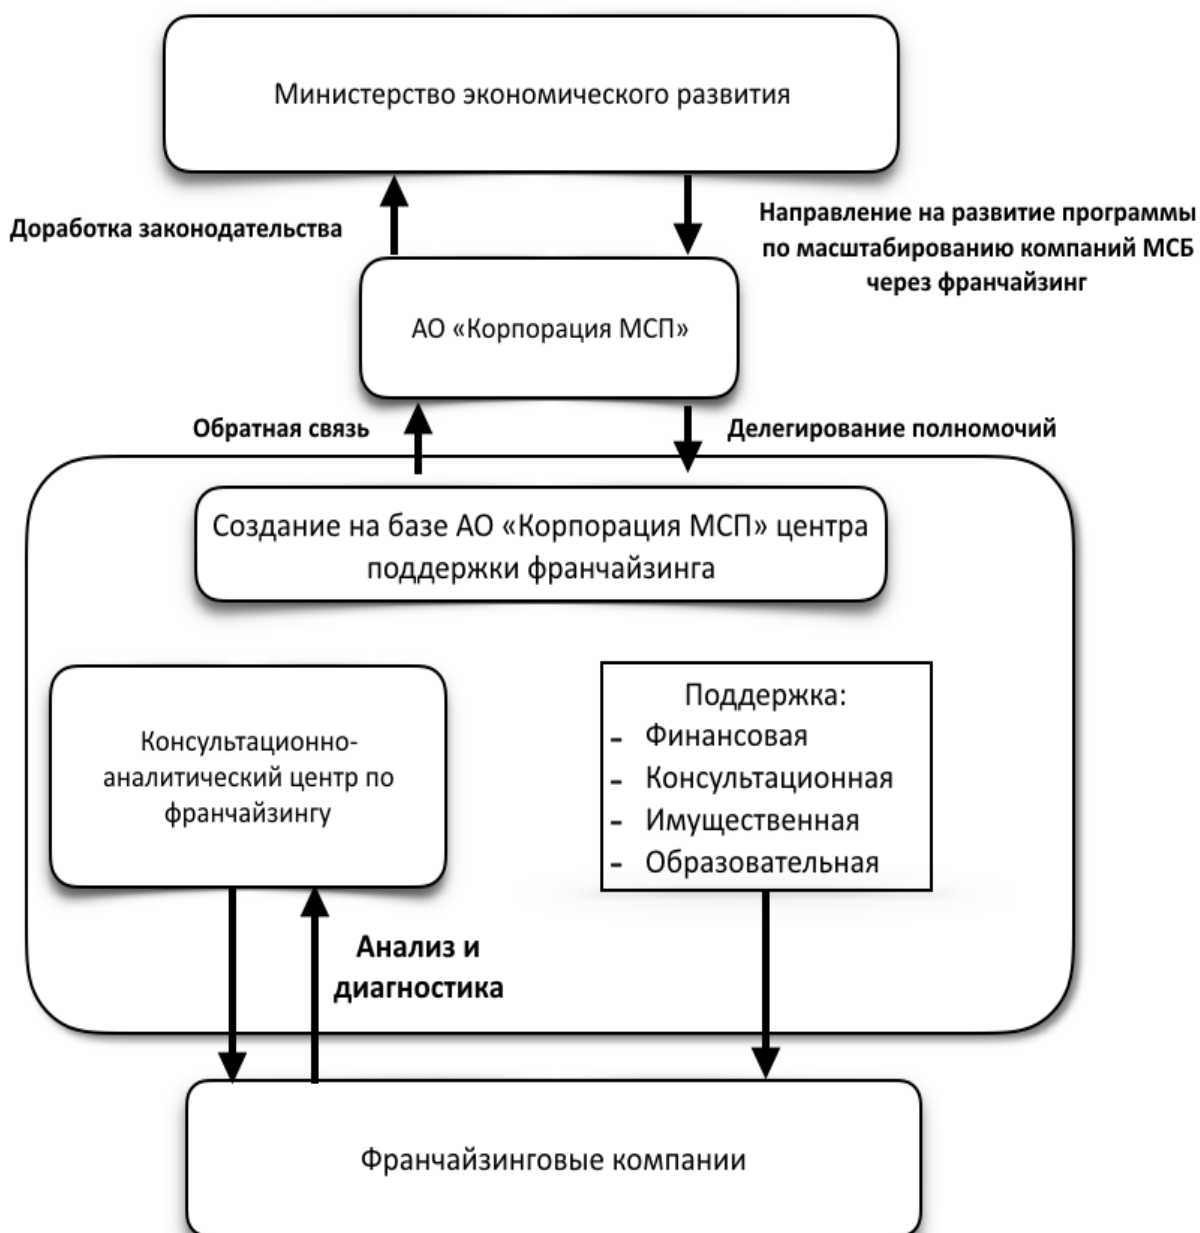 Министерство экономического развития
Доработка законодательства
Направление на развитие программы
по масштабированию компаний МСБ
через франчайзинг
АО «Корпорация МСП»
Обратная связь
Делегирование полномочий
Создание на базе АО «Корпорация МСП» центра
поддержки франчайзинга
Консультационно-
аналитический центр по
франчайзингу
Поддержка:
- Финансовая
- Консультационная
- Имущественная
- Образовательная
Анализ и
диагностика
Франчайзинговые компании